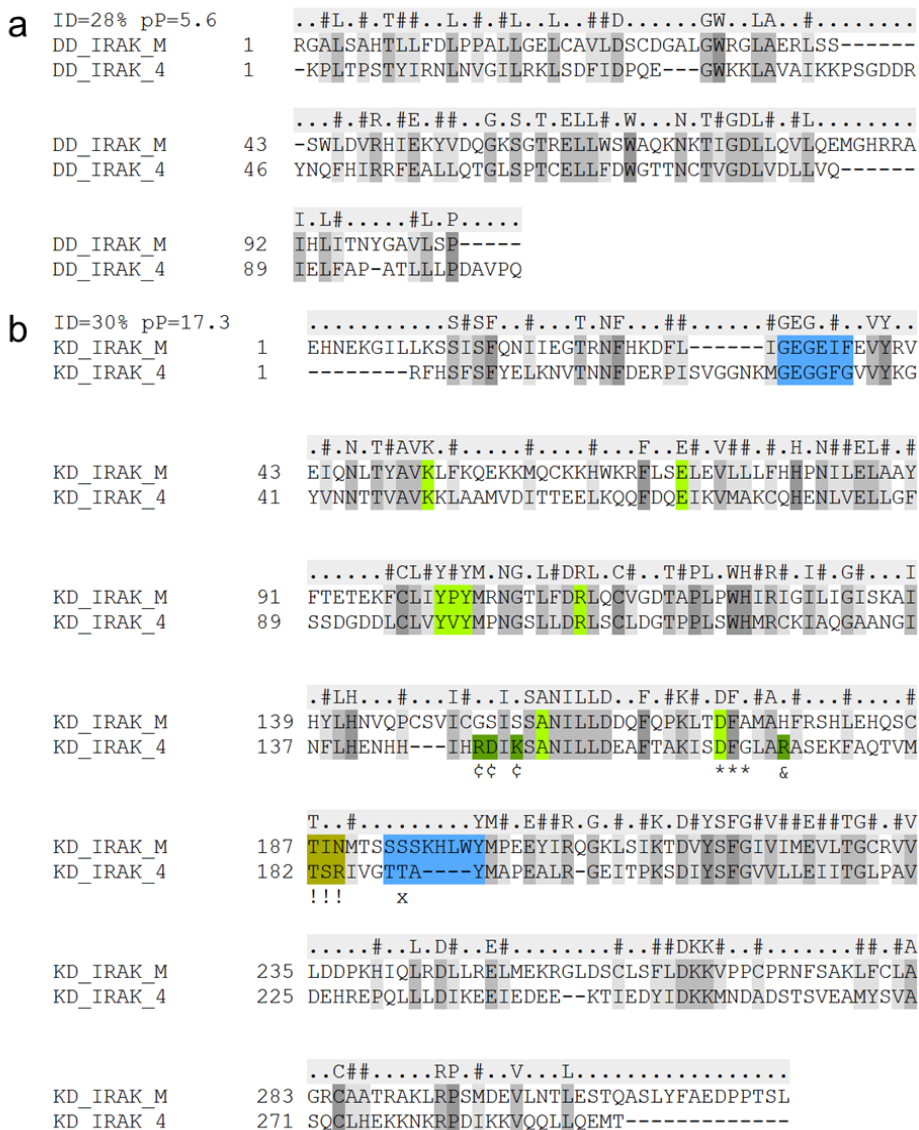 a ID=28% pP=5.6 ..#L.#.T##..L.#.#L..L..##D......GW..LA..#........
DD_IRAK_M 1 RGALSAHTLLFDLPPALLGELCAVLDSCDGALGWRGLAERLSS------
DD_IRAK_4 1 -KPLTPSTYIRNLNVGILRKLSDFIDPQE---GWKKLAVAIKKPSGDDR
...#.#R.#E.##..G.S.T.ELL#.W...N.T#GDL#.#L........
DD_IRAK_M 43 -SWLDVRHIEKYVDQGKSGTRELLWSWAQKNKTIGDLLQVLQEMGHRRA
DD_IRAK_4 46 YNQFHIRRFEALLQTGLSPTCELLFDWGTTNCTVGDLVDLLVQ------
I.L#.....#L.P.....
DD_IRAK_M 92 IHLITNYGAVLSP-----
DD_IRAK_4 89 IELFAP-ATLLLPDAVPQ
b ID=30% pP=17.3 ...........S#SF..#...T.NF...##......#GEG.#..VY..
KD_IRAK_M 1 EHNEKGILLKSSISFQNIIEGTRNFHKDFL------IGEGEIFEVYRV
KD_IRAK_4 1 --------RFHSFSFYELKNVTNNFDERPISVGGNKMGEGGFGVVYKG
.#.N.T#AVK.#.....#....#....F..E#.V##.#.H.N##EL#.#
KD_IRAK_M 43 EIQNLTYAVKLFKQEKKMQCKKHWKRFLSELEVLLLFHHPNILELAAY
KD_IRAK_4 41 YVNNTTVAVKKLAAMVDITTEELKQQFDQEIKVMAKCQHENLVELLGF
......#CL#Y#YM.NG.L#DRL.C#..T#PL.WH#R#.I#.G#...I
KD_IRAK_M 91 FTETEKFCLIYPYMRNGTLFDRLQCVGDTAPLPWHIRIGILIGISKAI
KD_IRAK_4 89 SSDGDDLCLVYVYMPNGSLLDRLSCLDGTPPLSWHMRCKIAQGAANGI
.#LH...#...I#..I.SANILLD..F.#K#.DF.#A.#....#....#
KD_IRAK_M 139 HYLHNVQPCSVICGSISSANILLDDQFQPKLTDFAMAHFRSHLEHQSC
KD_IRAK_4 137 NFLHENHH---IHRDIKSANILLDEAFTAKISDFGLARASEKFAQTVM
¢¢ ¢ *** &
T..#..........YM#.E##R.G.#..#K.D#YSFG#V##E##TG#.#V
KD_IRAK_M 187 TINMTSSSSKHLWYMPEEYIRQGKLSIKTDVYSFGIVIMEVLTGCRVV
KD_IRAK_4 182 TSRIVGTTA----YMAPEALR-GEITPKSDIYSFGVVLLEIITGLPAV
!!! x
.....#..L.D#..E#.........#..##DKK#..#.......##.#A
KD_IRAK_M 235 LDDPKHIQLRDLLRELMEKRGLDSCLSFLDKKVPPCPRNFSAKLFCLA
KD_IRAK_4 225 DEHREPQLLLDIKEEIEDEE--KTIEDYIDKKMNDADSTSVEAMYSVA
..C##.....RP.#..V...L.................
KD_IRAK_M 283 GRCAATRAKLRPSMDEVLNTLESTQASLYFAEDPPTSL
KD_IRAK_4 271 SQCLHEKKNKRPDIKKVQQLLQEMT-------------